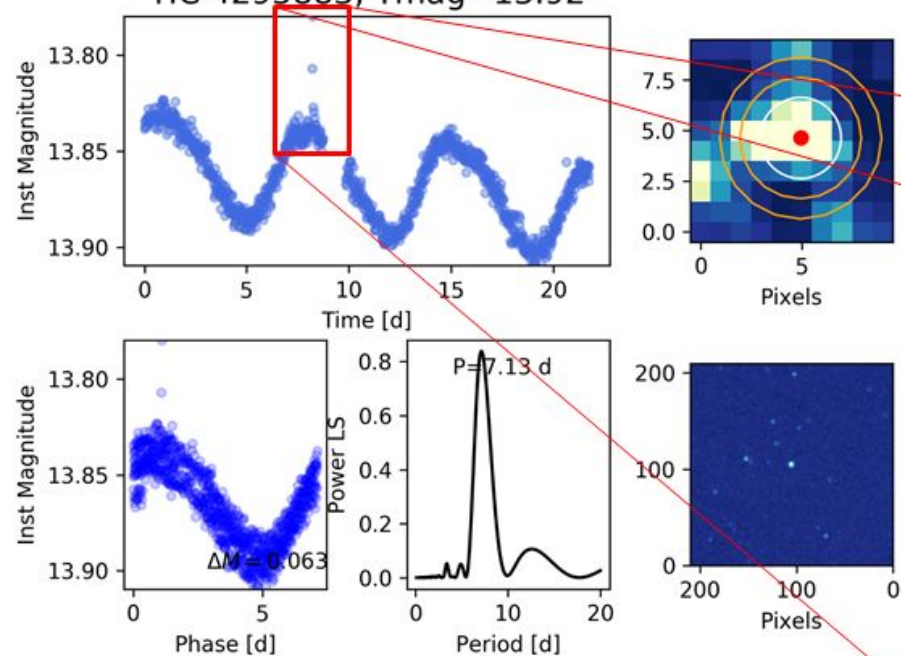 Inst Magnitude
13.80
13.85
13.90
0 5 10 15 20
Time [d]
7.5
5.0
2.5
0.0
0 5
Pixels
Inst Magnitude
13.80
13.85
13.90
ΔM = 0.063
0 5
Phase [d]
Power LS
0.8
0.6
0.4
0.2
0.0
P=7.13 d
0 10 20
Period [d]
200
100
0
200 100 0
Pixels